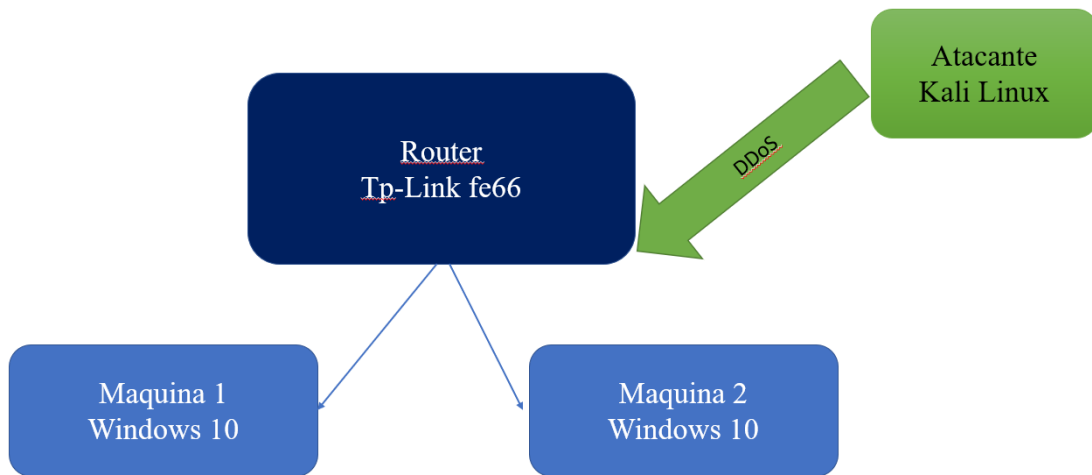 Atacante
Kali Linux
Router
Tp-Link fe66
DDoS
Maquina 1
Windows 10
Maquina 2
Windows 10